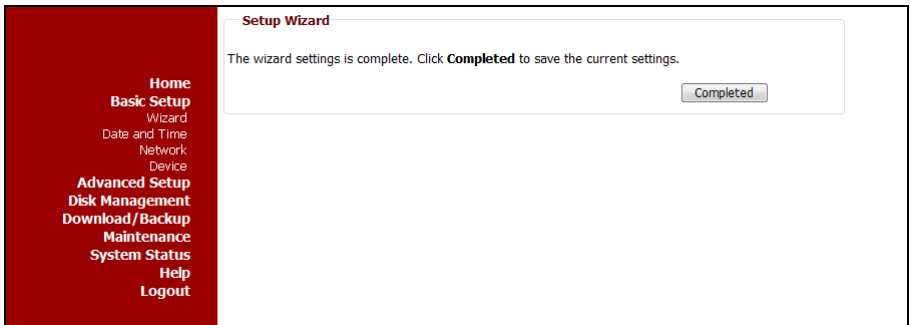 Setup Wizard
The wizard settings is complete. Click Completed to save the current settings.
Completed
Home
Basic Setup
Wizard
Date and Time
Network
Device
Advanced Setup
Disk Management
Download/Backup
Maintenance
System Status
Help
Logout